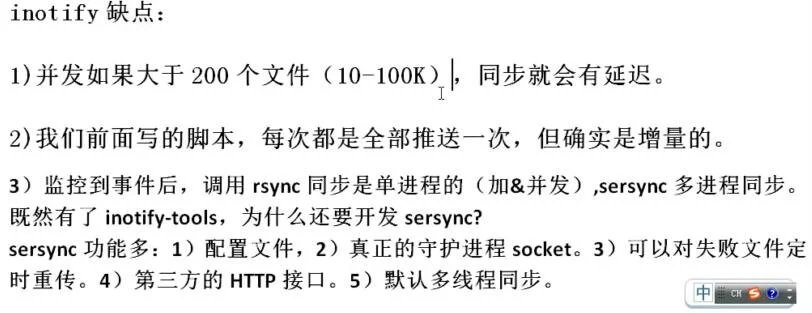 inotify 缺点：
1)并发如果大于 200 个文件（10-100K），同步就会有延迟。
2)我们前面写的脚本，每次都是全部推送一次，但确实是增量的。
3）监控到事件后，调用 rsync 同步是单进程的（加&并发）,sersync 多进程同步。
既然有了 inotify-tools，为什么还要开发 sersync?
sersync 功能多：1）配置文件，2）真正的守护进程 socket。3）可以对失败文件定
时重传。4）第三方的 HTTP 接口。5）默认多线程同步。
中 CH S ?